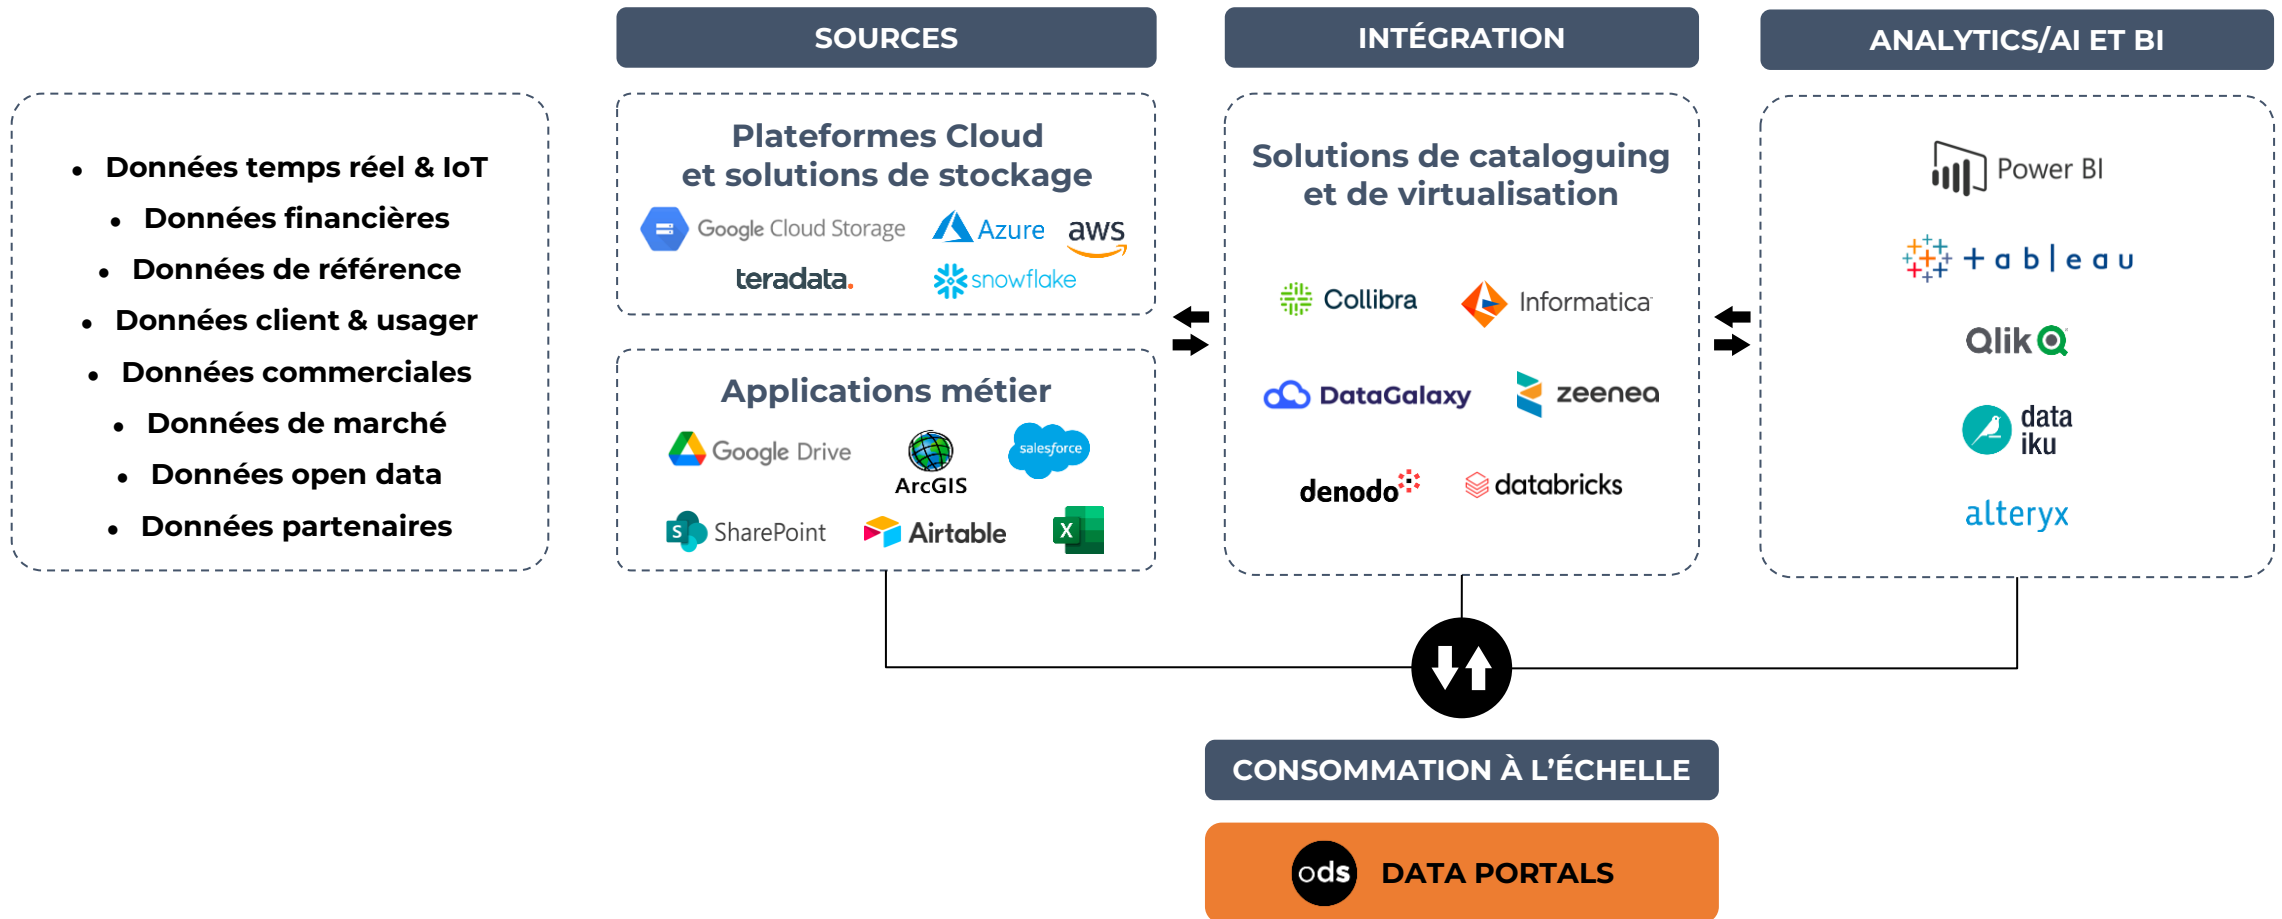 SOURCES
INTÉGRATION
ANALYTICS/AI ET BI
• Données temps réel & IoT
• Données financières
• Données de référence
• Données client & usager
• Données commerciales
• Données de marché
• Données open data
• Données partenaires
Plateformes Cloud
et solutions de stockage
Google Cloud Storage
Azure
aws
teradata.
snowflake
Applications métier
Google Drive
ArcGIS
salesforce
S SharePoint
Airtable
X
Solutions de cataloguing
et de virtualisation
Collibra
Informatica
DataGalaxy
zeenea
denodo
databricks
Power BI
+ a b | e a u
Qlik
data
iku
alteryx
CONSOMMATION À L’ÉCHELLE
ods DATA PORTALS